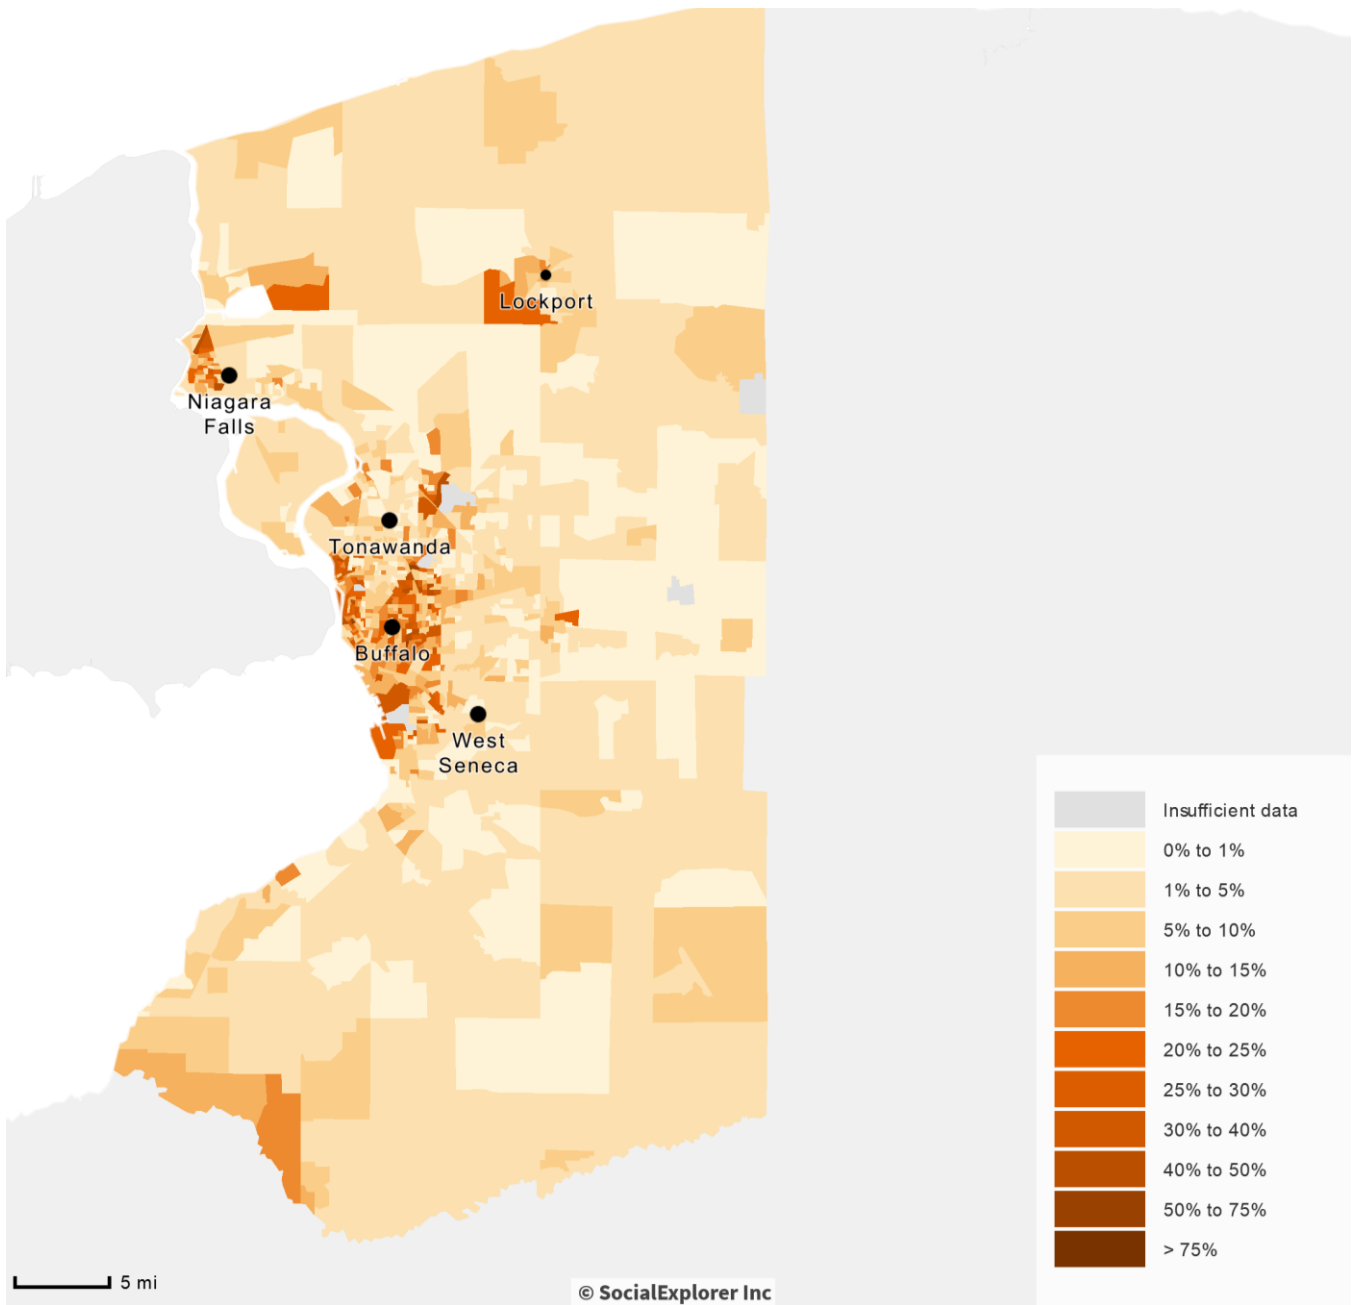 Lockport
Niagara
Falls
Tonawanda
Buffalo
West
Seneca
Insufficient data
0% to 1%
1% to 5%
5% to 10%
10% to 15%
15% to 20%
20% to 25%
25% to 30%
30% to 40%
40% to 50%
50% to 75%
> 75%
5 mi
© SocialExplorer Inc